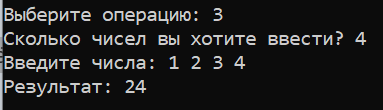 Выберите операцию: 3
Сколько чисел вы хотите ввести? 4
Введите числа: 1 2 3 4
Результат: 24